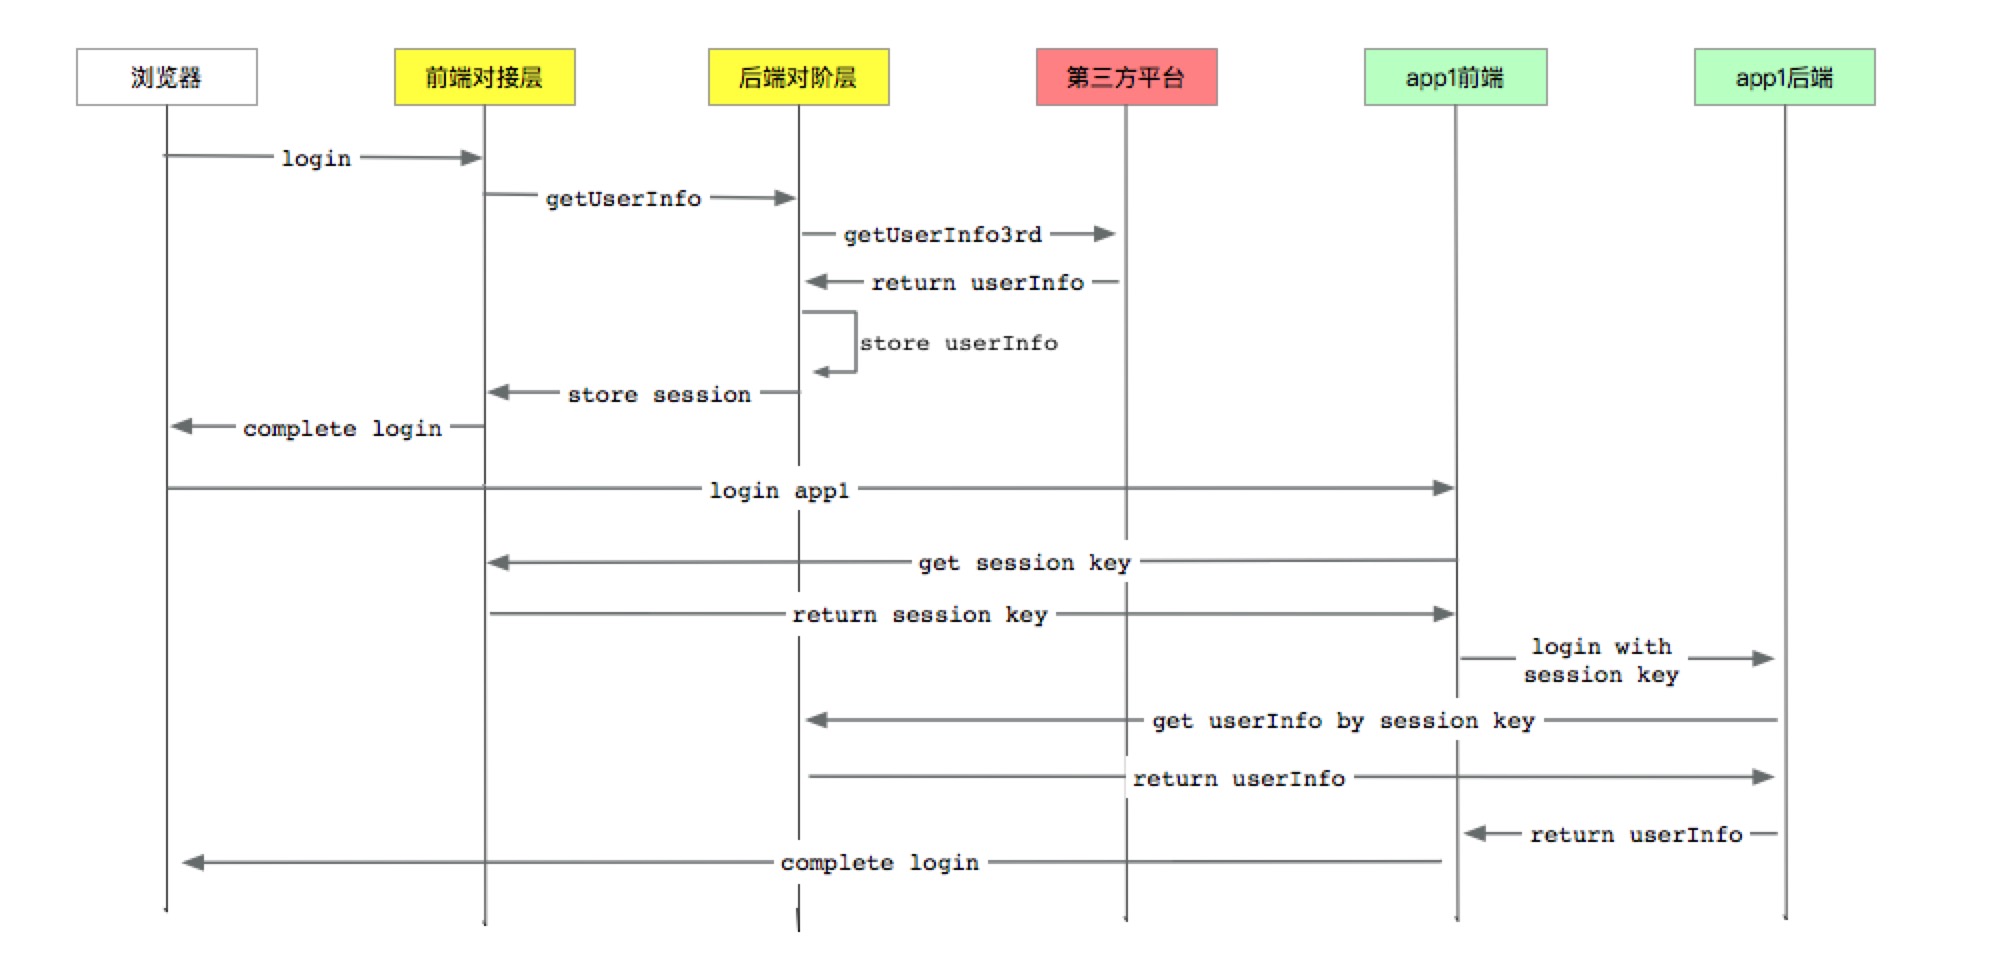 浏览器
前端对接层
后端对阶层
第三方平台
app1前端
app1后端
login
getUserInfo
getUserInfo3rd
return userInfo
store userInfo
store session
complete login
login app1
get session key
return session key
login with
session key
get userInfo by session key
return userInfo
return userInfo
complete login